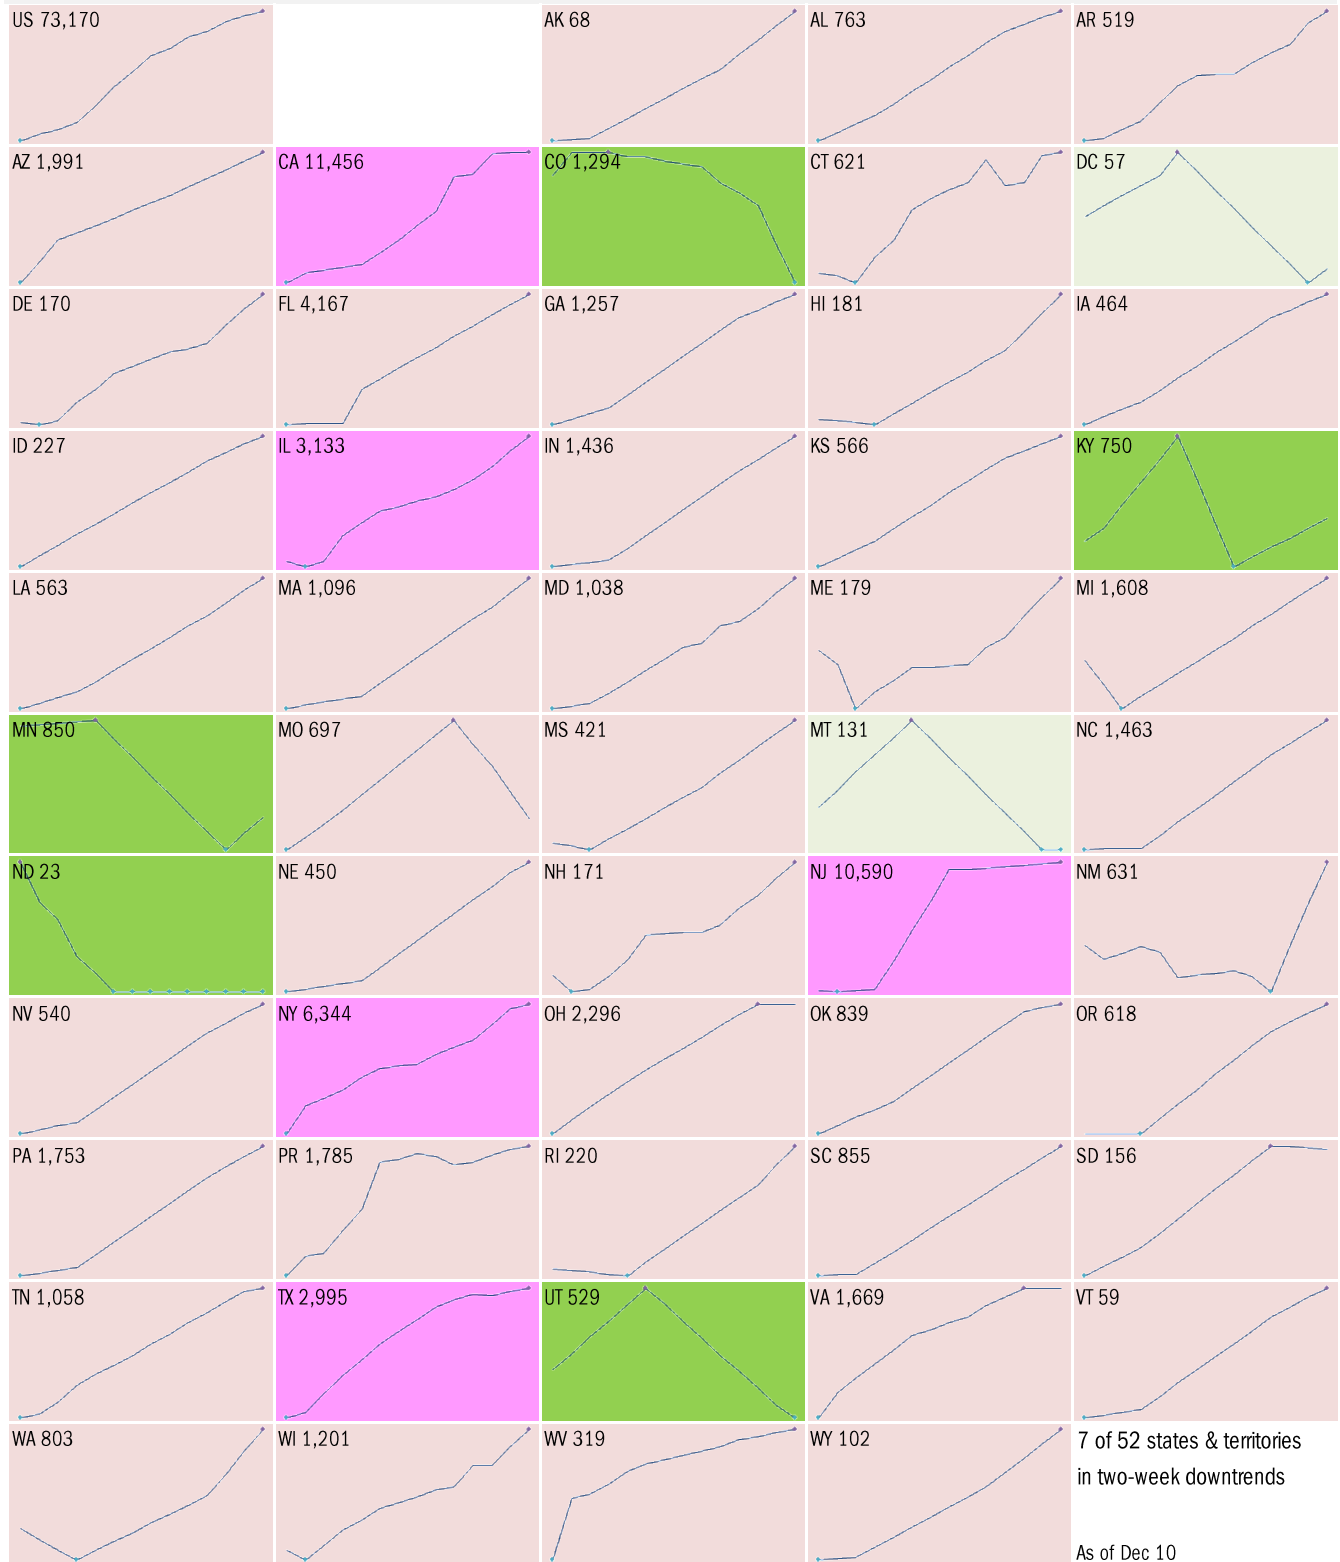 US 73,170
AK 68
AL 763
AR 519
AZ 1,991
CA 11,456
CO 1,294
CT 621
DC 57
DE 170
FL 4,167
GA 1,257
HI 181
IA 464
ID 227
IL 3,133
IN 1,436
KS 566
KY 750
LA 563
MA 1,096
MD 1,038
ME 179
MI 1,608
MN 850
MO 697
MS 421
MT 131
NC 1,463
ND 23
NE 450
NH 171
NJ 10,590
NM 631
NV 540
NY 6,344
OH 2,296
OK 839
OR 618
PA 1,753
PR 1,785
RI 220
SC 855
SD 156
TN 1,058
TX 2,995
UT 529
VA 1,669
VT 59
WA 803
WI 1,201
WV 319
WY 102
7 of 52 states & territories
in two-week downtrends
As of Dec 10